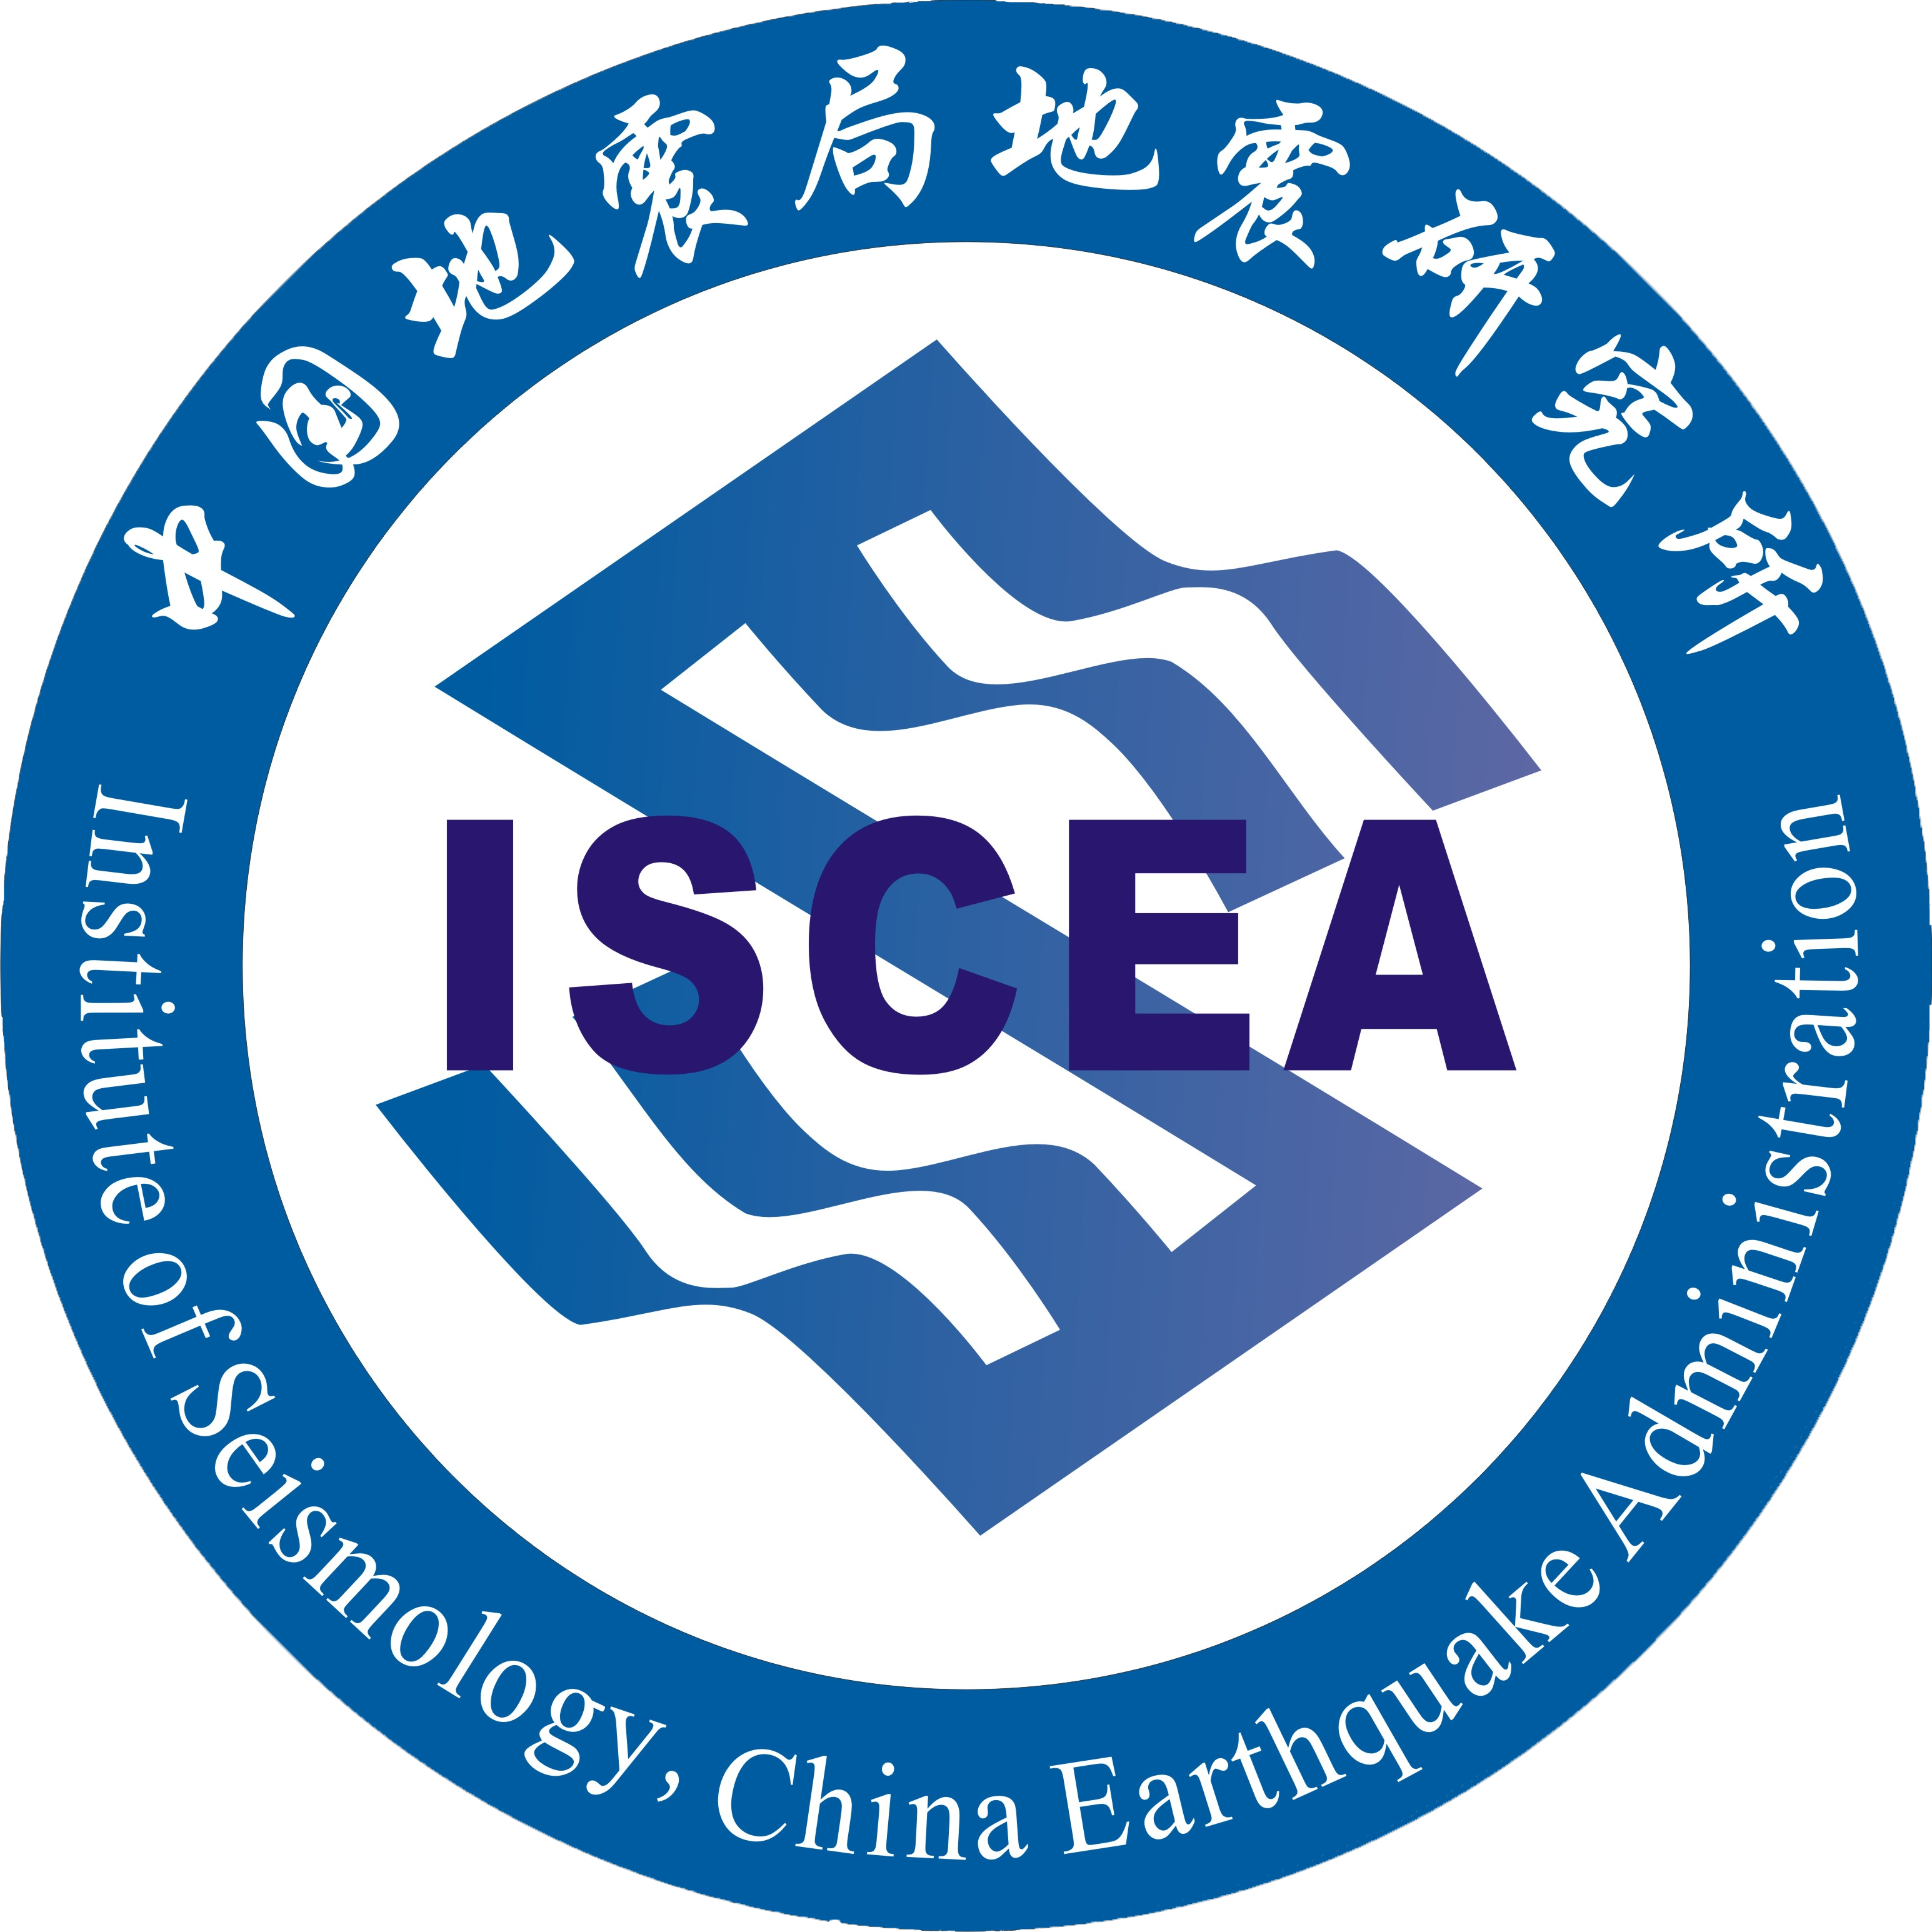 中国地震局地震研究所
ISCEA
Institute of Seismology, China Earthquake Administration